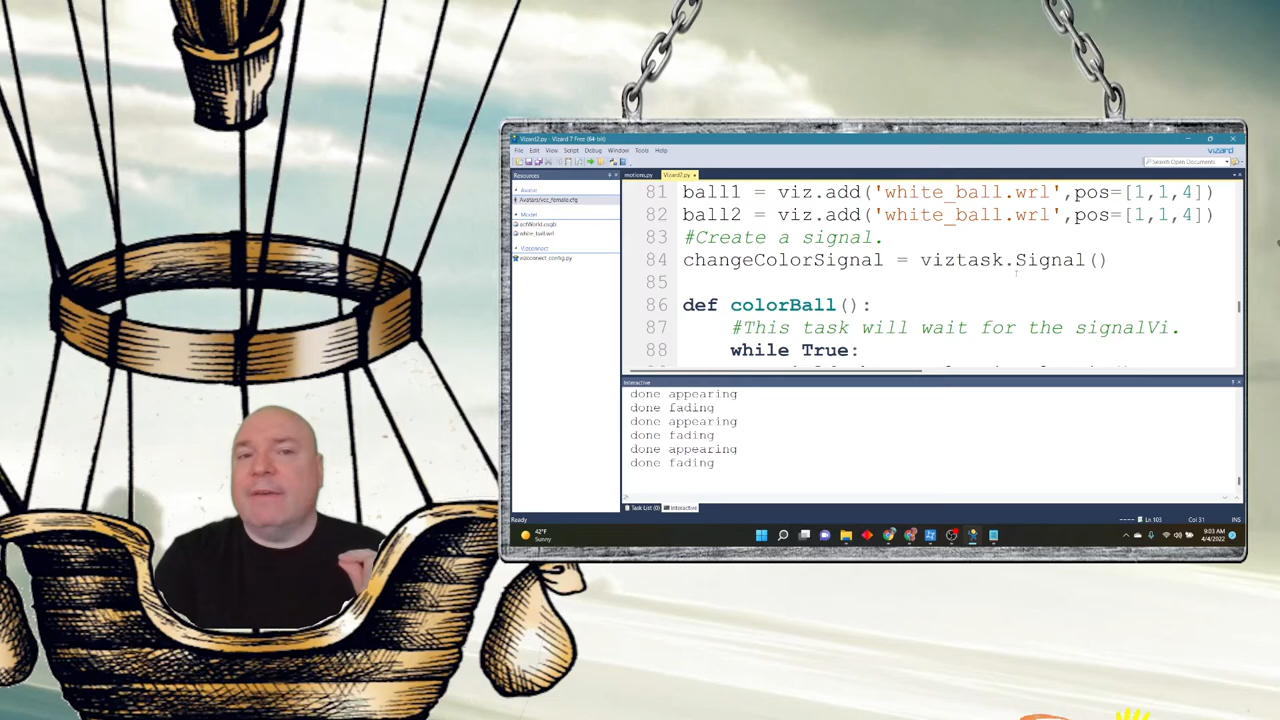 Vizard2.py - Vizard 7 Free (64-bit)
File Edit View Script Debug Window Tools Help
vizard
Search Open Documents
Resources
motions.py Vizard2.py
Avatar
Avatars/vcc_female.cfg
Model
white_ball.wrl
Vizconnect
vizconnect_config.py
81 ball1 = viz.add('white_ball.wrl',pos=[1,1,4])
82 ball2 = viz.add('white_ball.wrl',pos=[1,1,4])
83 #Create a signal.
84 changeColorSignal = viztask.Signal()
85
86 def colorBall():
87 #This task will wait for the signalVi.
88 while True:
Interactive
done appearing
done fading
done appearing
done fading
done appearing
done fading
Task List (0) Interactive
Ready
Ln 103 Col 31 INS
42°F
Sunny
9:03 AM
4/4/2022